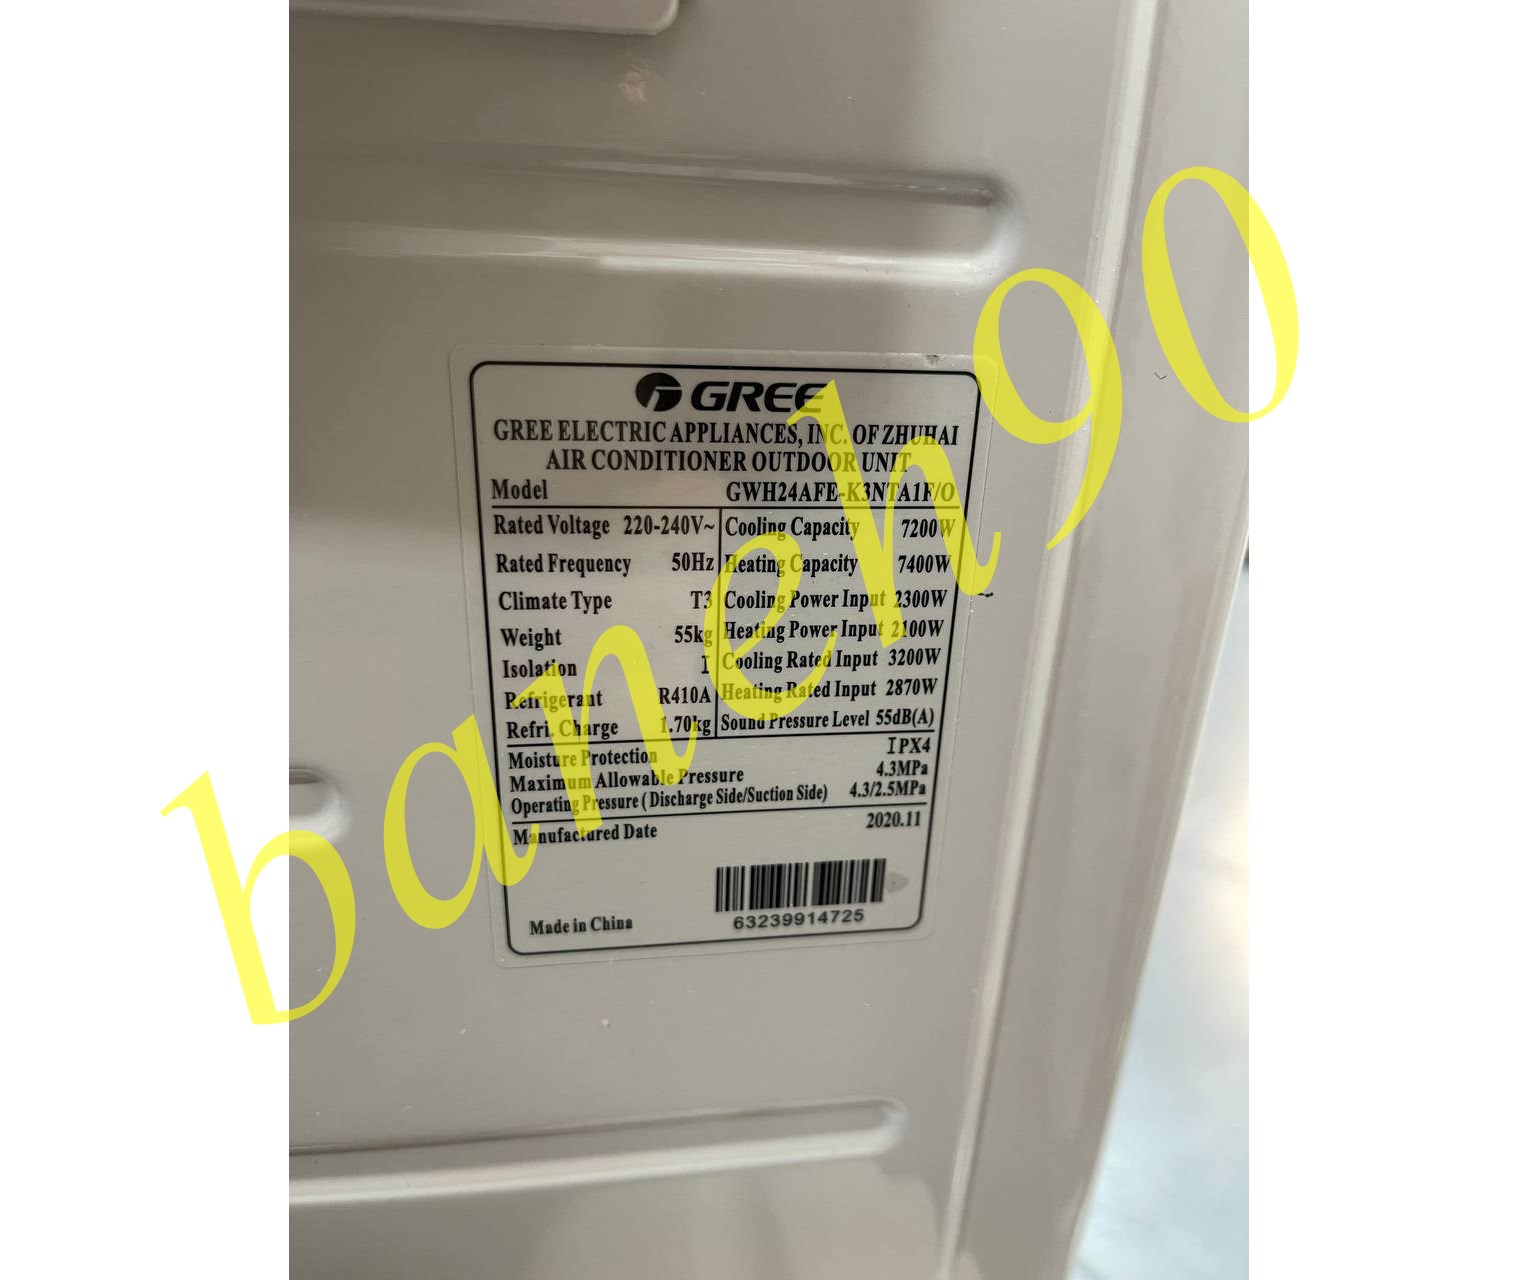 GREE
GREE ELECTRIC APPLIANCES, INC. OF ZHUHAI
AIR CONDITIONER OUTDOOR UNIT
Model GWH24AFE-K3NTA1F/O
Rated Voltage 220-240V~ Cooling Capacity 7200W
Rated Frequency 50Hz Heating Capacity 7400W
Climate Type T3 Cooling Power Input 2300W
Weight 55kg Heating Power Input 2100W
Isolation I Cooling Rated Input 3200W
Refrigerant R410A Heating Rated Input 2870W
Refri. Charge 1.70kg Sound Pressure Level 55dB(A)
Moisture Protection IPX4
Maximum Allowable Pressure 4.3MPa
Operating Pressure ( Discharge Side/Suction Side) 4.3/2.5MPa
Manufactured Date 2020.11
63239914725
Made in China
baneh90